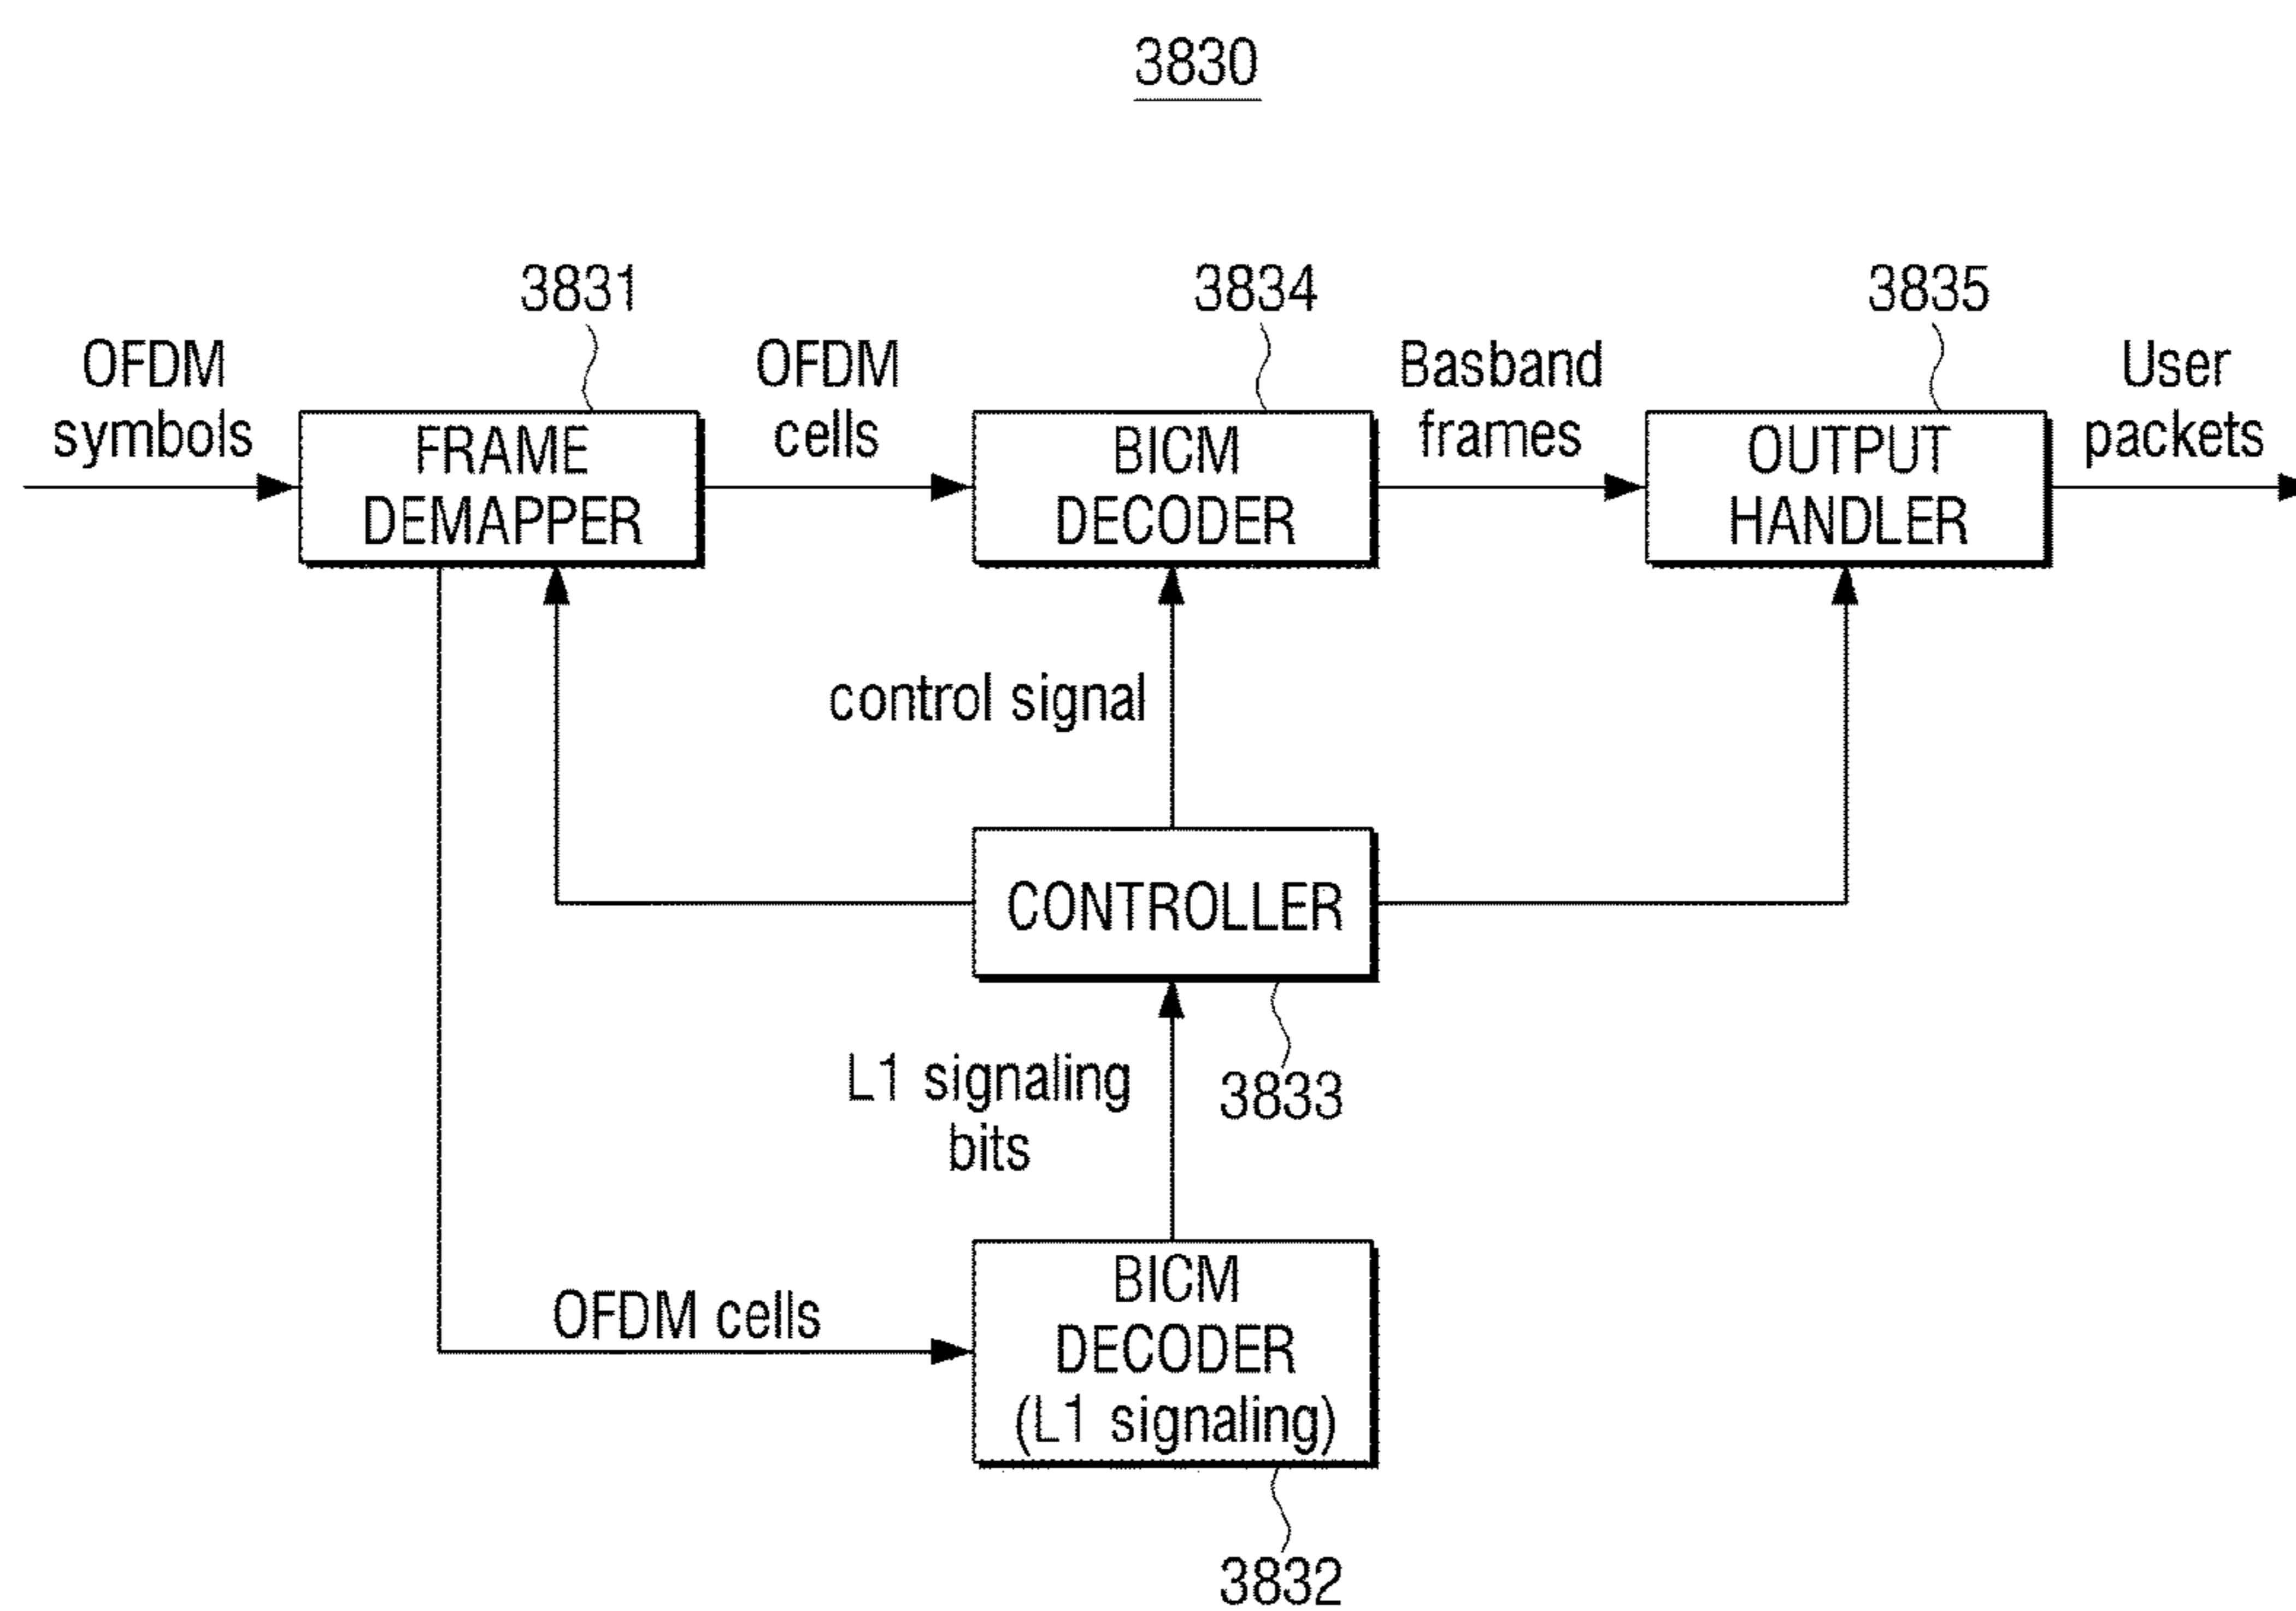 3830
3831
3834
3835
OFDM
symbols
OFDM
cells
Basband
frames
User
packets
FRAME
DEMAPPER
BICM
DECODER
OUTPUT
HANDLER
control signal
CONTROLLER
3833
L1 signaling
bits
OFDM cells
BICM
DECODER
(L1 signaling)
3832